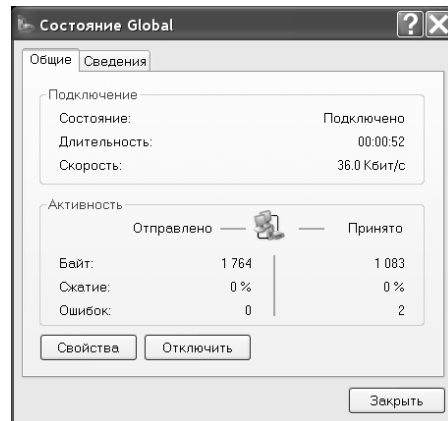 Состояние Global
Общие Сведения
Подключение
Состояние: Подключено
Длительность: 00:00:52
Скорость: 36.0 Кбит/с
Активность
Отправлено — — Принято
Байт: 1 764 1 083
Сжатие: 0 % 0 %
Ошибок: 0 2
Свойства Отключить
Закрыть